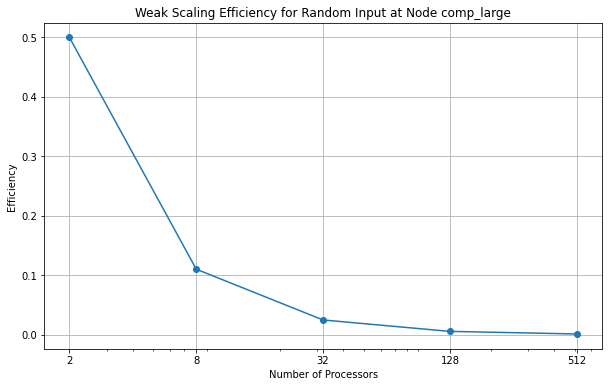 Weak Scaling Efficiency for Random Input at Node comp_large
Efficiency
0.5
0.4
0.3
0.2
0.1
0.0
2 8 32 128 512
Number of Processors